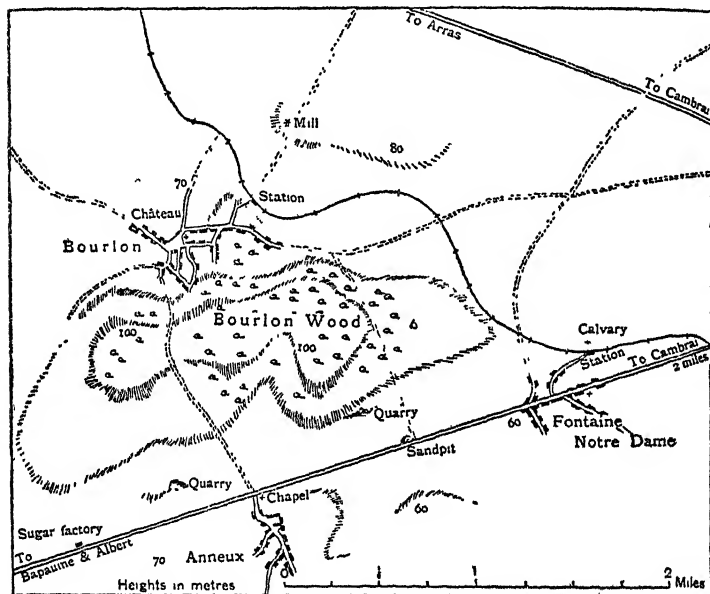 To Arras
To Cambrai
Mill
80
70
Station
Château
Bourlon
Bourlon Wood
100
100
Calvary
Station
To Cambrai
2 miles
Quarry
60
Fontaine
Notre Dame
Sandpit
Quarry
Chapel
60
Sugar factory
To
Bapaume & Albert
70
Anneux
Heights in metres
0
1
2
Miles